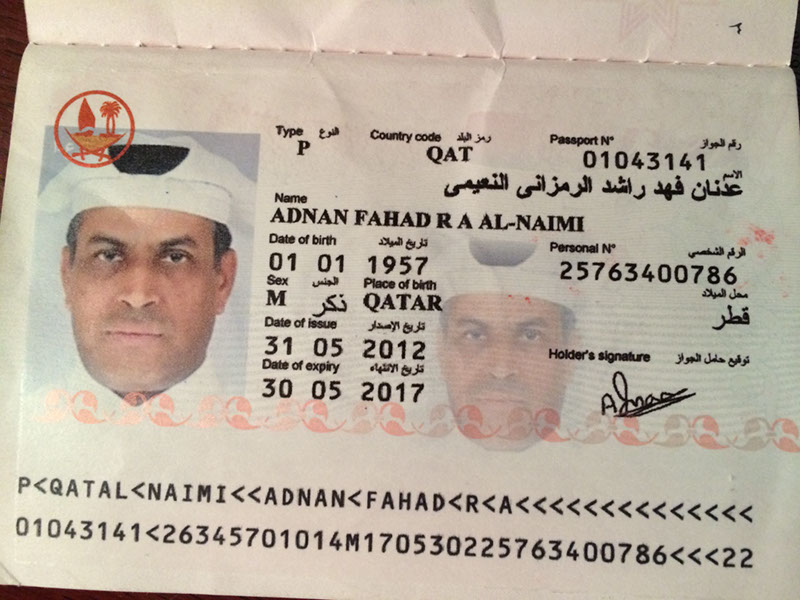 ٣
Type النوع
P
Country code رمز البلد
QAT
Passport N° رقم الجواز
01043141
الاسم
عدنان فهد راشد الرمزانى النعيمى
Name
ADNAN FAHAD R A AL-NAIMI
Date of birth تاريخ الميلاد
01 01 1957
Personal N° الرقم الشخصي
25763400786
Sex الجنس
M ذكر
Place of birth محل الميلاد
QATAR قطر
Date of issue تاريخ الإصدار
31 05 2012
Date of expiry تاريخ الانتهاء
30 05 2017
Holder's signature توقيع حامل الجواز
Adnan
P<QATAL<NAIMI<<ADNAN<FAHAD<R<A<<<<<<<<<<<<<<
01043141<26345701014M170530225763400786<<<22